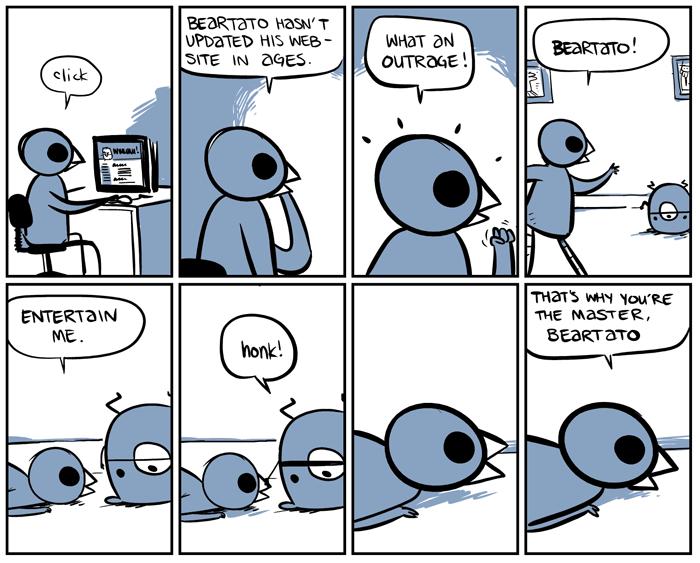 click
BEARTATO HASN'T
UPDATED HIS WEB-
SITE IN AGES.
WHAT AN
OUTRAGE!
BEARTATO!
ENTERTAIN
ME.
honk!
THAT'S WHY YOU'RE
THE MASTER,
BEARTATO